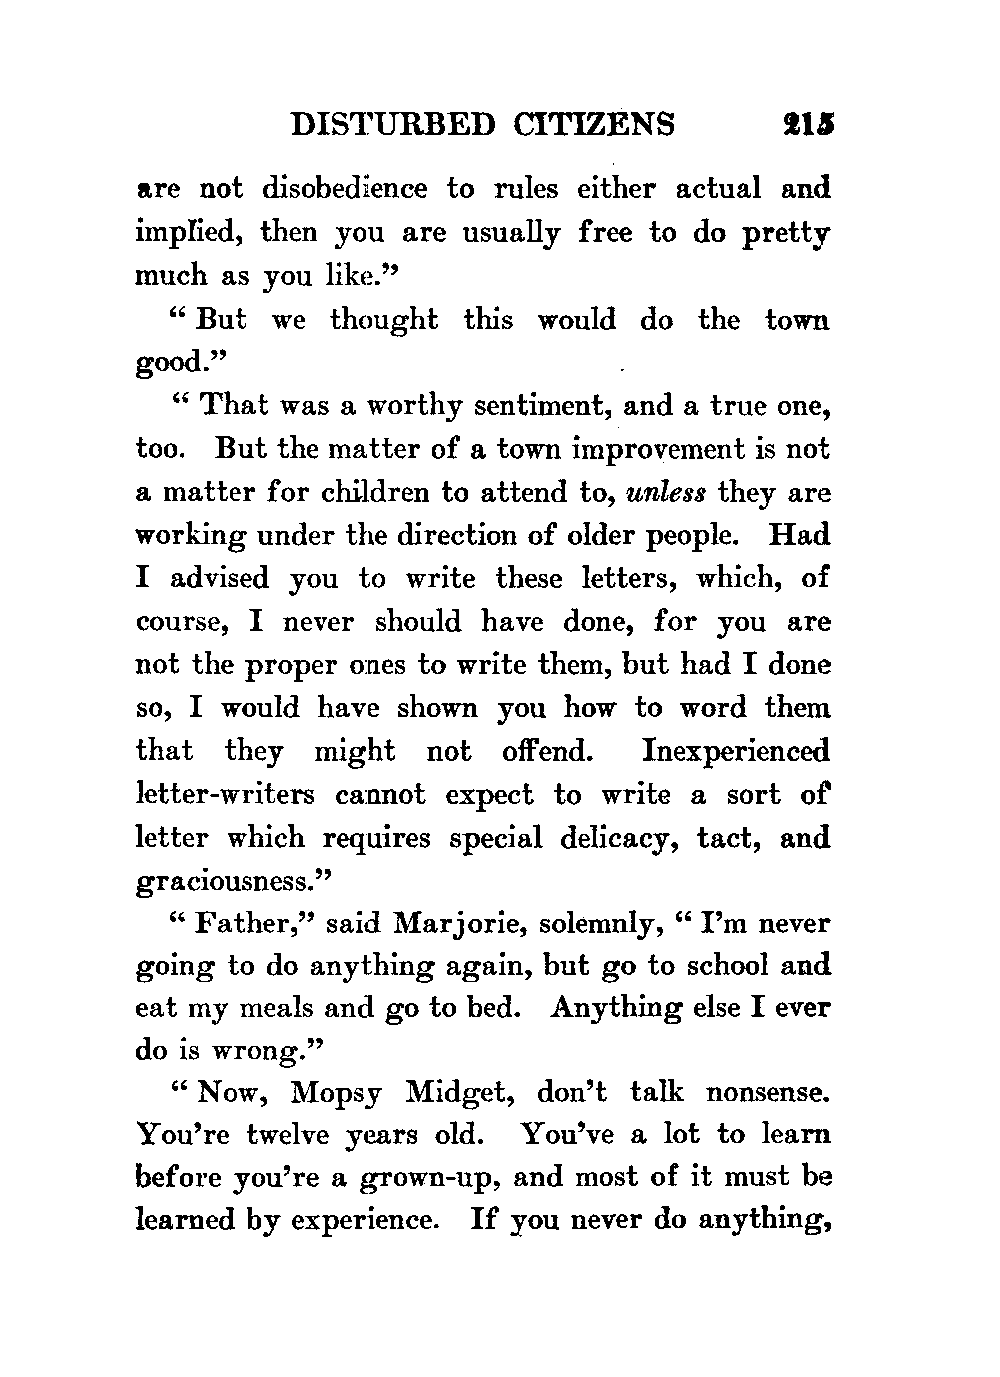 DISTURBED CITIZENS 215
are not disobedience to rules either actual and
implied, then you are usually free to do pretty
much as you like.”
“ But we thought this would do the town
good.”
“ That was a worthy sentiment, and a true one,
too. But the matter of a town improvement is not
a matter for children to attend to, unless they are
working under the direction of older people. Had
I advised you to write these letters, which, of
course, I never should have done, for you are
not the proper ones to write them, but had I done
so, I would have shown you how to word them
that they might not offend. Inexperienced
letter-writers cannot expect to write a sort of
letter which requires special delicacy, tact, and
graciousness.”
“ Father,” said Marjorie, solemnly, “ I’m never
going to do anything again, but go to school and
eat my meals and go to bed. Anything else I ever
do is wrong.”
“ Now, Mopsy Midget, don’t talk nonsense.
You’re twelve years old. You’ve a lot to learn
before you’re a grown-up, and most of it must be
learned by experience. If you never do anything,